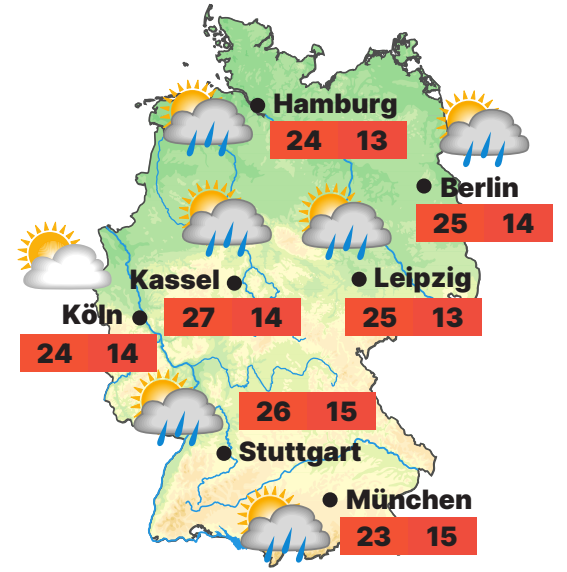 Hamburg
24 13
Berlin
25 14
Kassel
27 14
Leipzig
25 13
Köln
24 14
26 15
Stuttgart
München
23 15